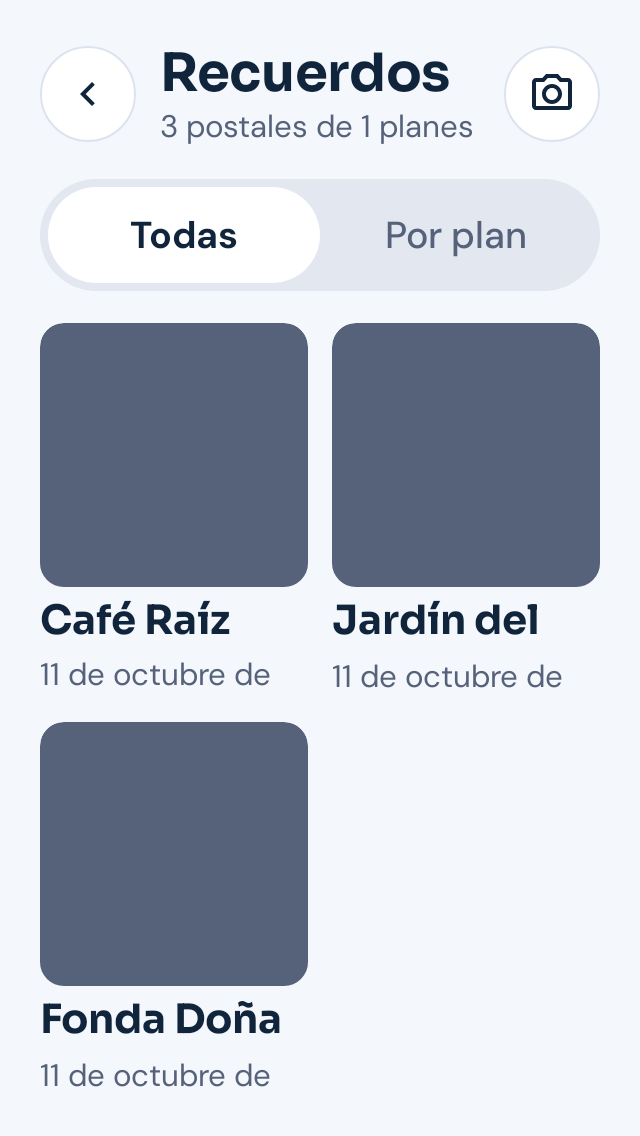 Recuerdos
3 postales de 1 planes
Todas
Por plan
Café Raíz
11 de octubre de
Jardín del
11 de octubre de
Fonda Doña
11 de octubre de